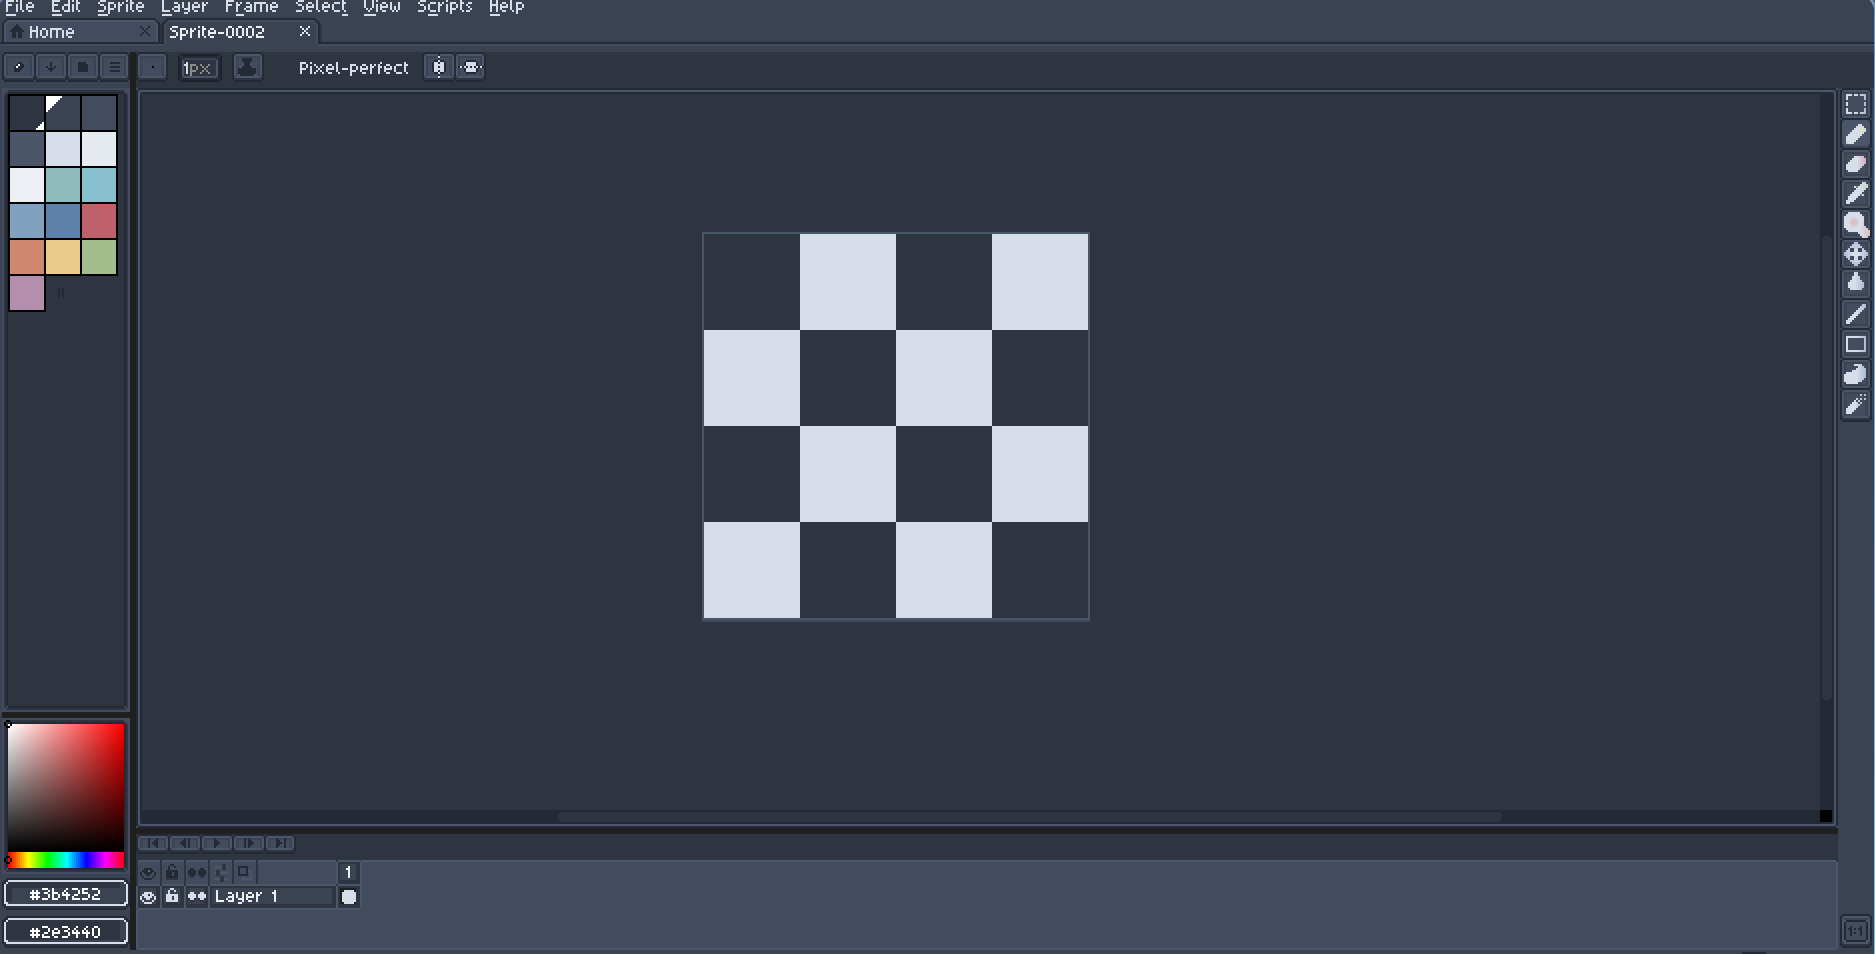 File Edit Sprite Layer Frame Select View Scripts Help
Home Sprite-0002
1px Pixel-perfect
1
Layer 1
#3b4252
#2e3440
1:1